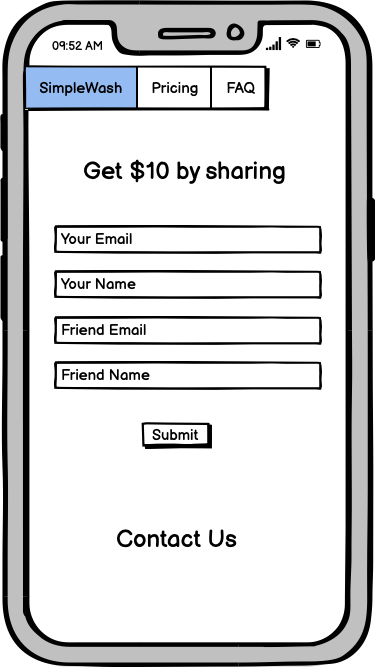 09:52 AM
SimpleWash Pricing FAQ
Get $10 by sharing
Your Email
Your Name
Friend Email
Friend Name
Submit
Contact Us